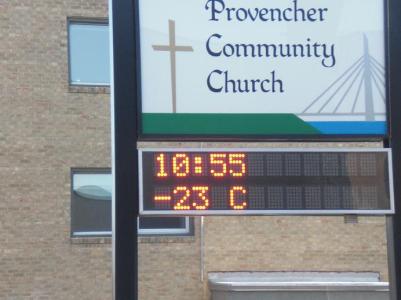 Provencher
Community
Church
10:55
-23 C